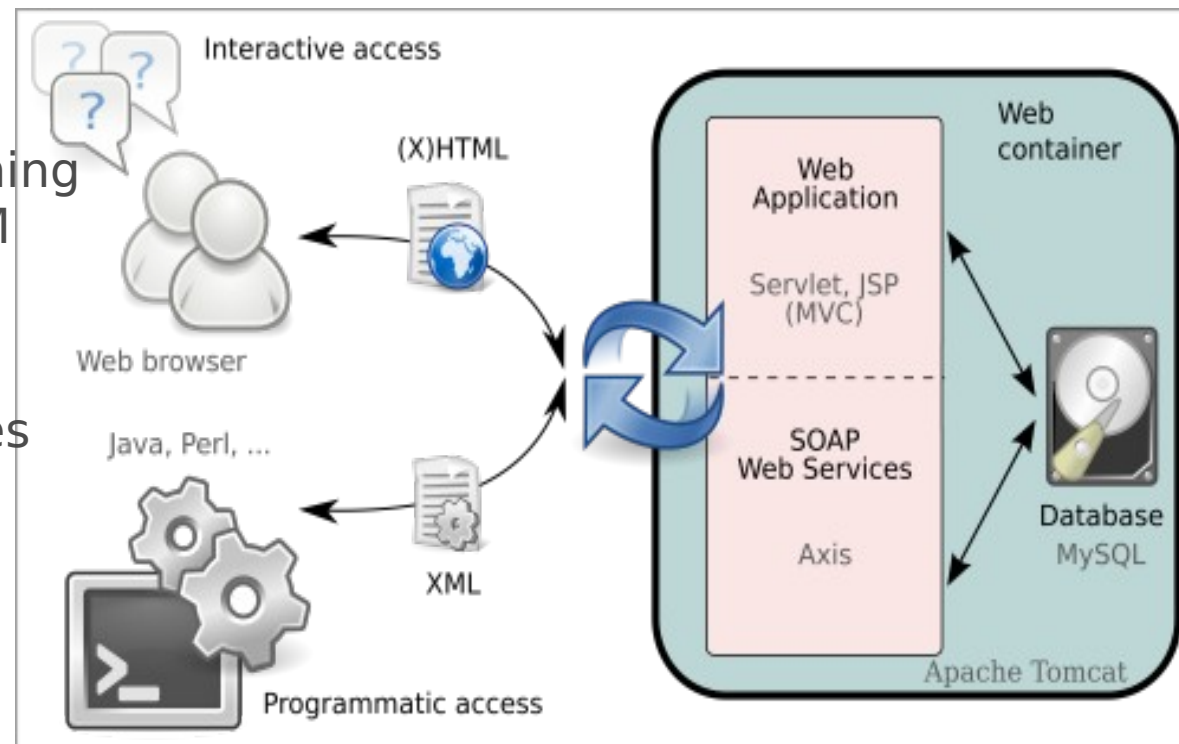 ? ? ?
Interactive access
(X)HTML
Web browser
Java, Perl, ...
XML
>_
Programmatic access
Web
container
Web
Application
Servlet, JSP
(MVC)
SOAP
Web Services
Axis
Database
MySQL
Apache Tomcat